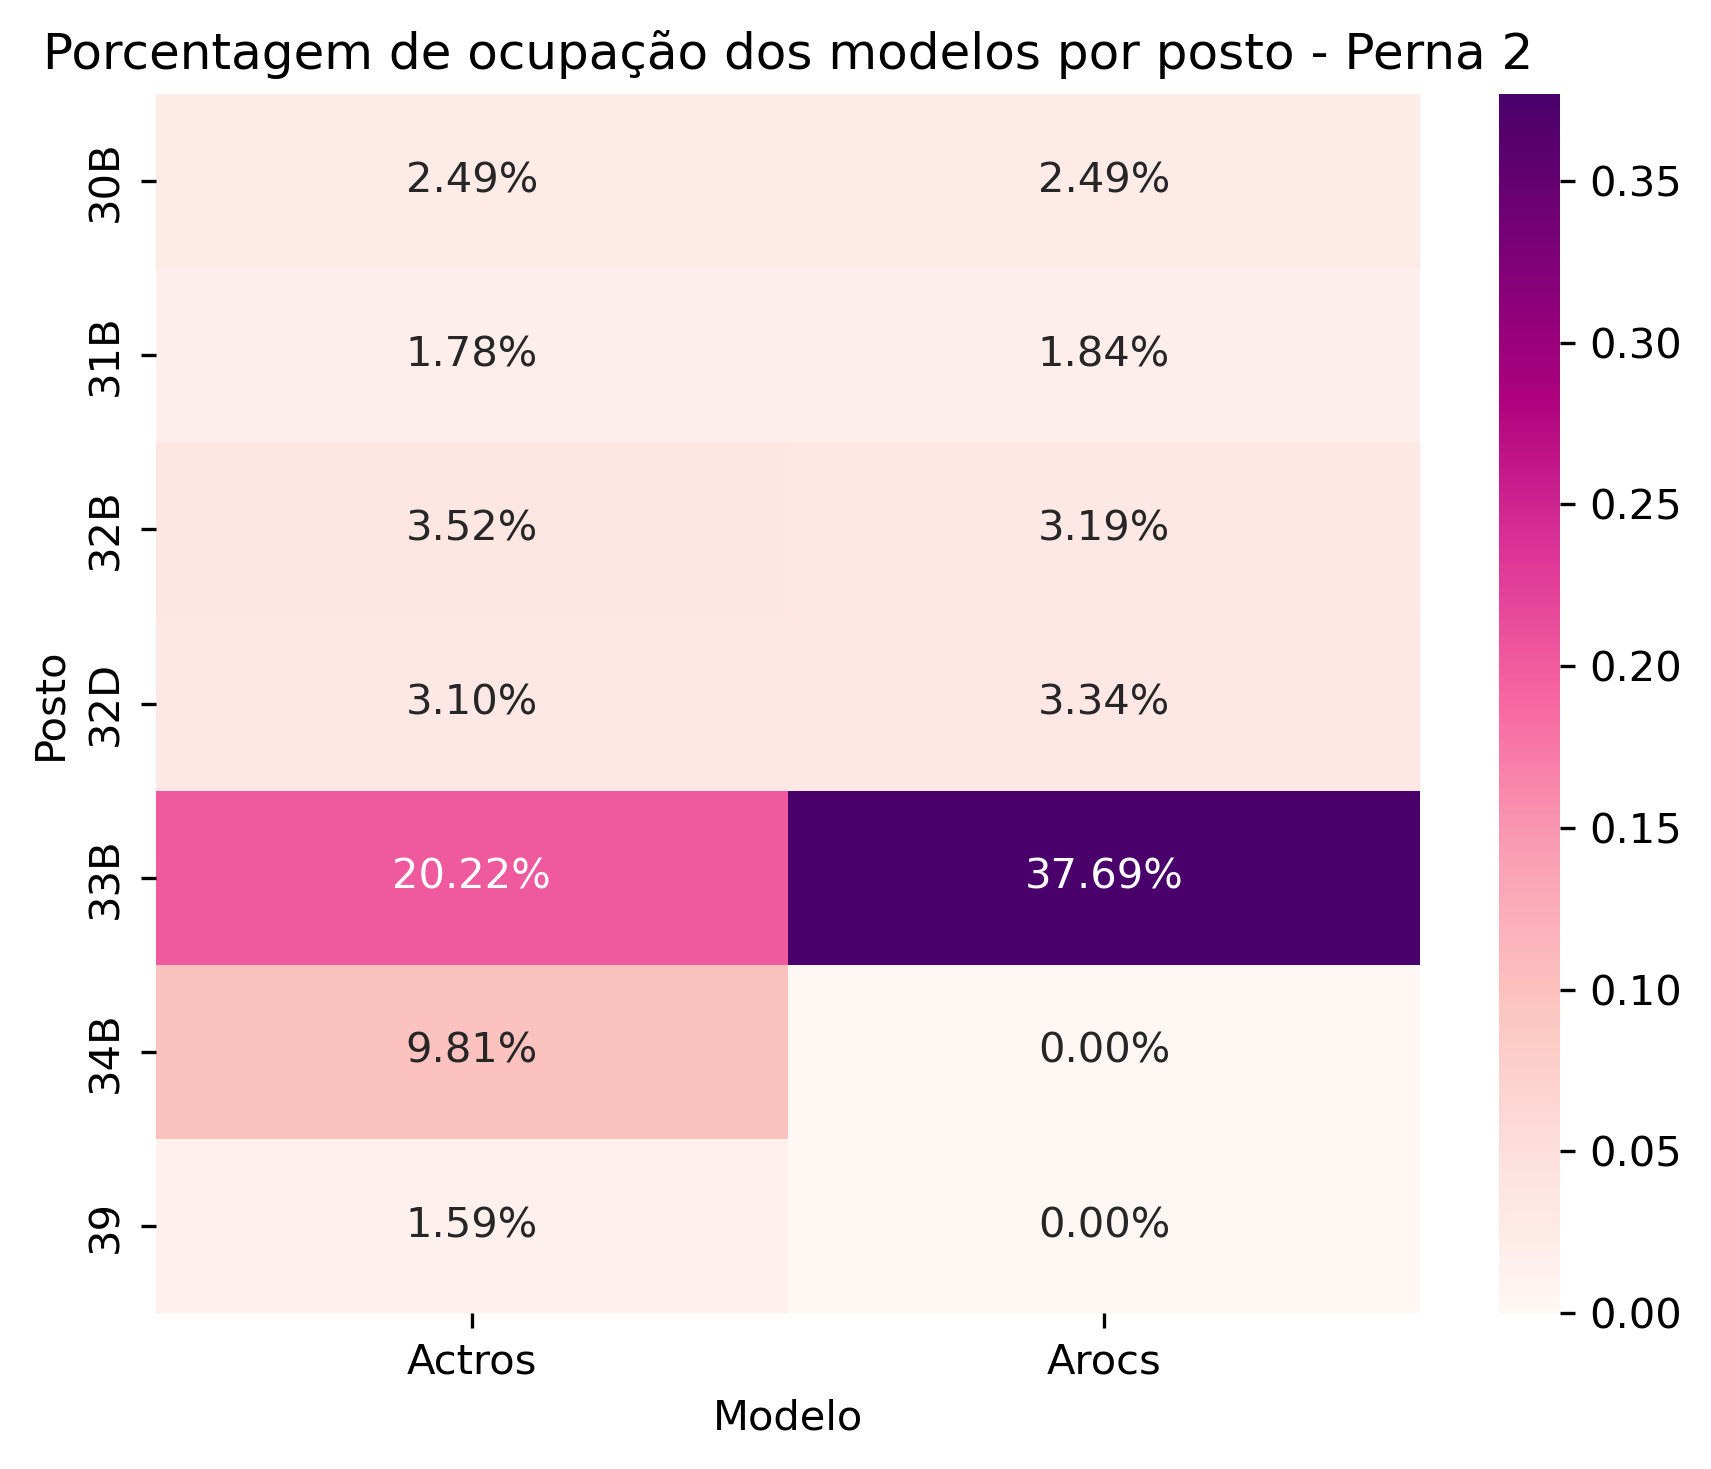 Porcentagem de ocupação dos modelos por posto - Perna 2
Posto
30B 2.49% 2.49%
31B 1.78% 1.84%
32B 3.52% 3.19%
32D 3.10% 3.34%
33B 20.22% 37.69%
34B 9.81% 0.00%
39 1.59% 0.00%
Actros Arocs
Modelo
0.35
0.30
0.25
0.20
0.15
0.10
0.05
0.00